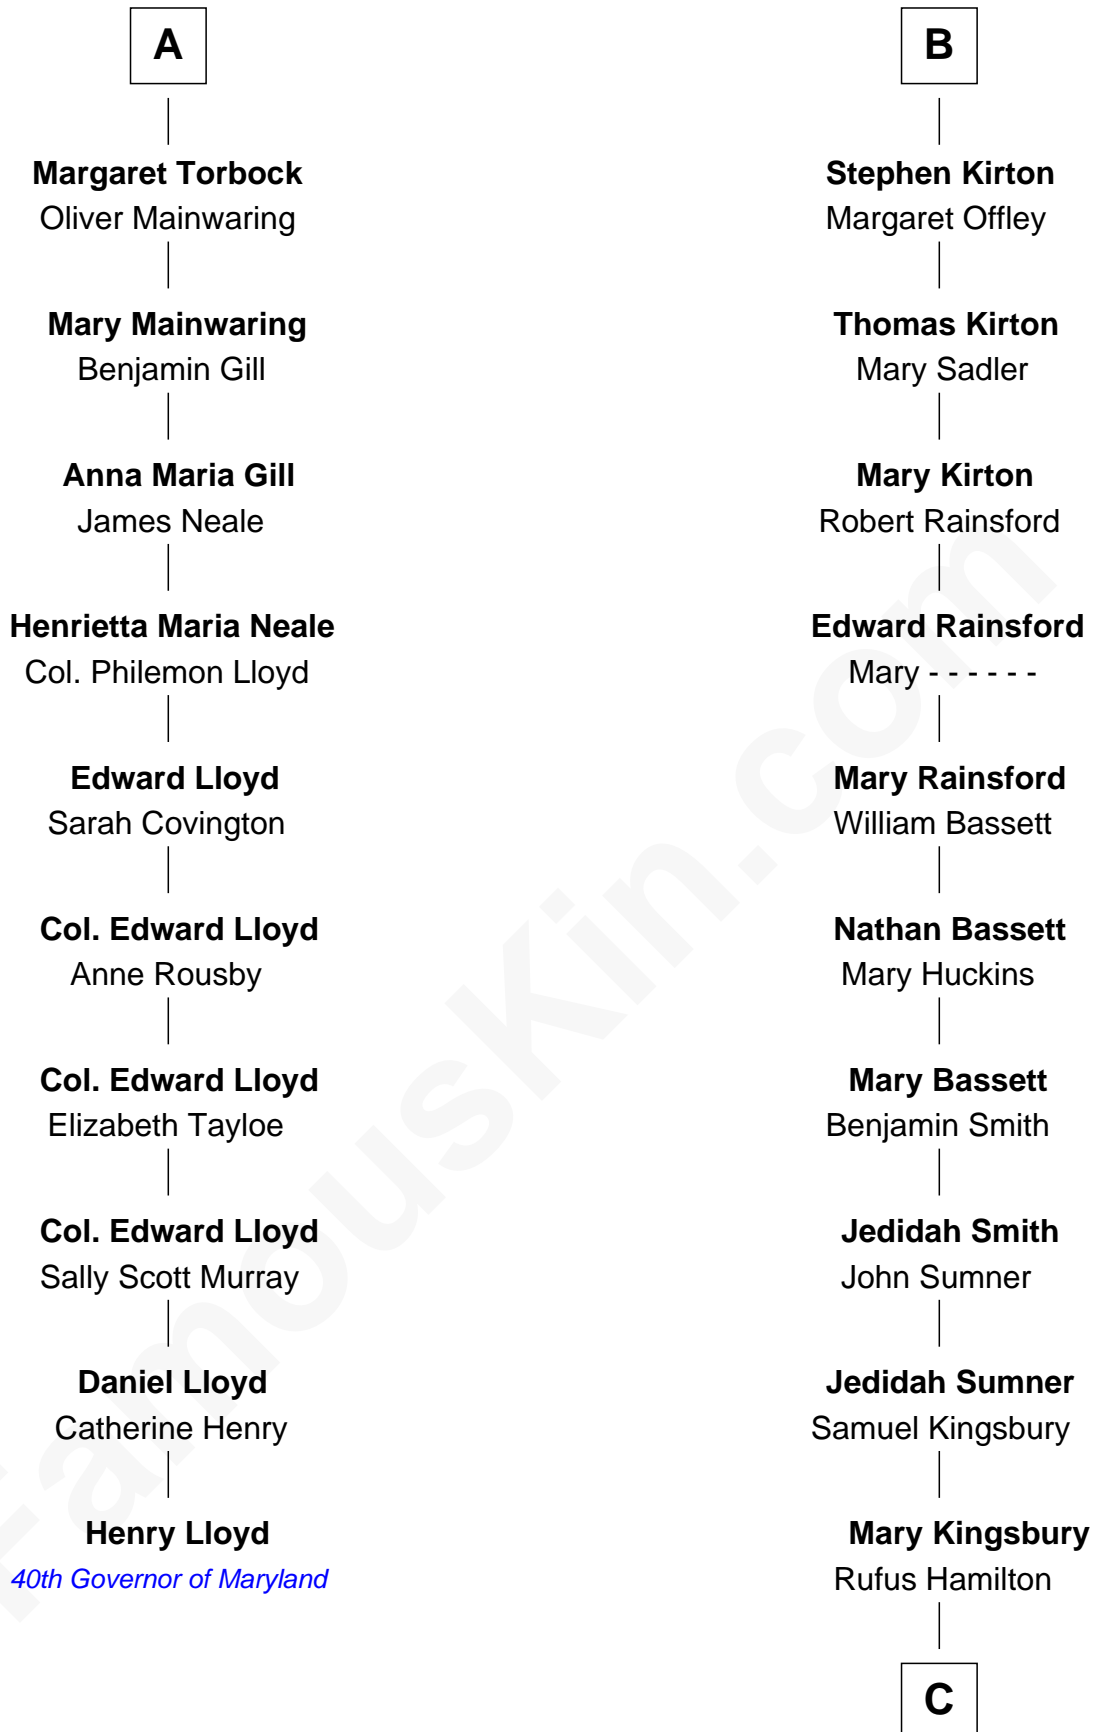 A
Margaret Torbock
Oliver Mainwaring
Mary Mainwaring
Benjamin Gill
Anna Maria Gill
James Neale
Henrietta Maria Neale
Col. Philemon Lloyd
Edward Lloyd
Sarah Covington
Col. Edward Lloyd
Anne Rousby
Col. Edward Lloyd
Elizabeth Tayloe
Col. Edward Lloyd
Sally Scott Murray
Daniel Lloyd
Catherine Henry
Henry Lloyd
40th Governor of Maryland
B
Stephen Kirton
Margaret Offley
Thomas Kirton
Mary Sadler
Mary Kirton
Robert Rainsford
Edward Rainsford
Mary - - - - - -
Mary Rainsford
William Bassett
Nathan Bassett
Mary Huckins
Mary Bassett
Benjamin Smith
Jedidah Smith
John Sumner
Jedidah Sumner
Samuel Kingsbury
Mary Kingsbury
Rufus Hamilton
C
FamousKin.com